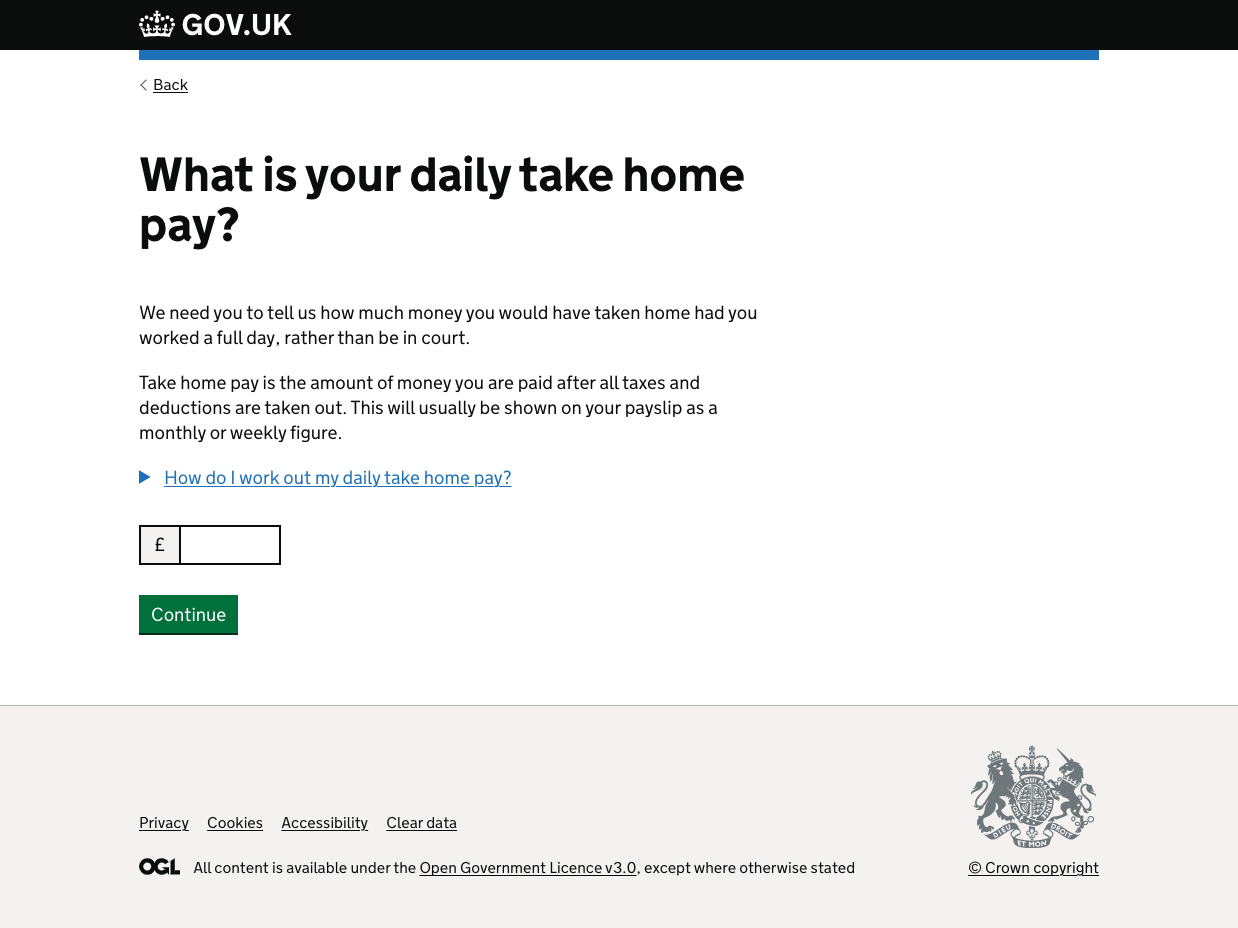 GOV.UK
Back
What is your daily take home
pay?
We need you to tell us how much money you would have taken home had you
worked a full day, rather than be in court.
Take home pay is the amount of money you are paid after all taxes and
deductions are taken out. This will usually be shown on your payslip as a
monthly or weekly figure.
How do I work out my daily take home pay?
£
Continue
Privacy Cookies Accessibility Clear data
OGL All content is available under the Open Government Licence v3.0, except where otherwise stated
DIEU ET MON DROIT
© Crown copyright